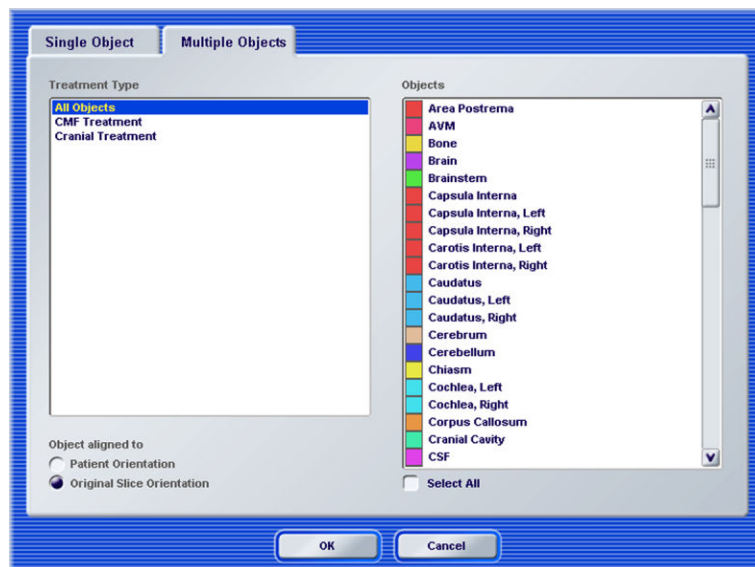 Single Object
Multiple Objects
Treatment Type
All Objects
CMF Treatment
Cranial Treatment
Object aligned to
Patient Orientation
Original Slice Orientation
Objects
Area Postrema
AVM
Bone
Brain
Brainstem
Capsula Interna
Capsula Interna, Left
Capsula Interna, Right
Carotis Interna, Left
Carotis Interna, Right
Caudatus
Caudatus, Left
Caudatus, Right
Cerebrum
Cerebellum
Chiasm
Cochlea, Left
Cochlea, Right
Corpus Callosum
Cranial Cavity
CSF
Select All
OK
Cancel